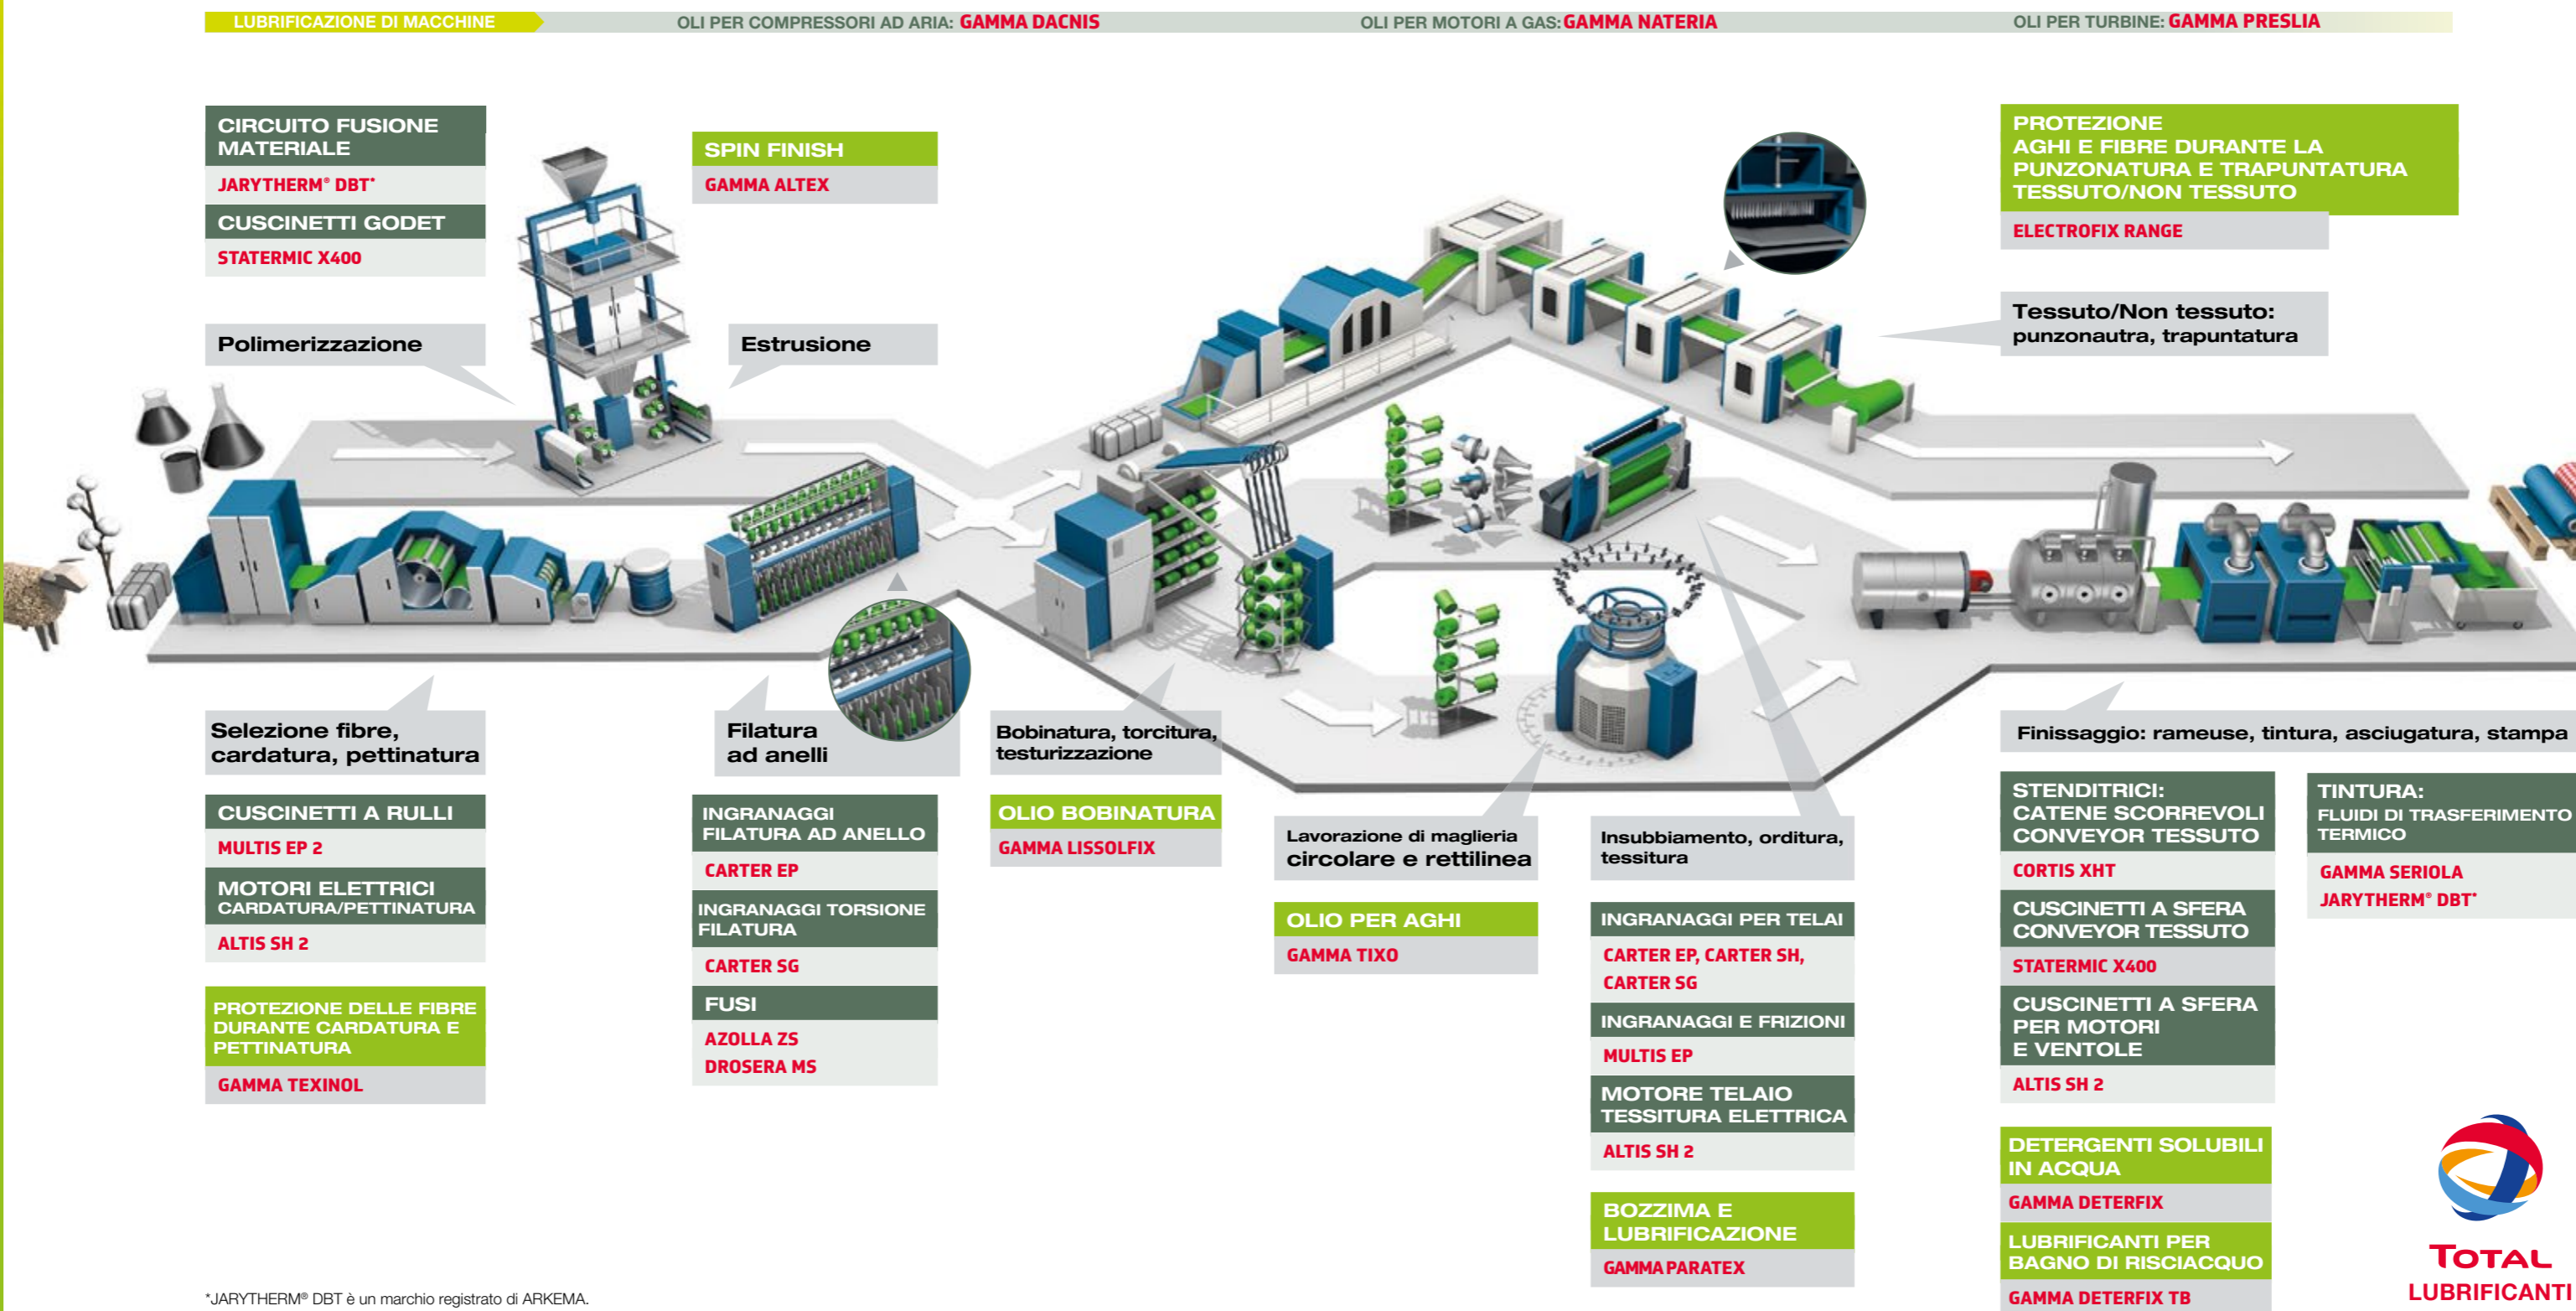 LUBRIFICAZIONE DI MACCHINE
OLI PER COMPRESSORI AD ARIA: GAMMA DACNIS
OLI PER MOTORI A GAS: GAMMA NATERIA
OLI PER TURBINE: GAMMA PRESLIA
CIRCUITO FUSIONE
MATERIALE
JARYTHERM® DBT*
CUSCINETTI GODET
STATERMIC X400
Polimerizzazione
SPIN FINISH
GAMMA ALTEX
Estrusione
PROTEZIONE
AGHI E FIBRE DURANTE LA
PUNZONATURA E TRAPUNTATURA
TESSUTO/NON TESSUTO
ELECTROFIX RANGE
Tessuto/Non tessuto:
punzonautra, trapuntatura
Selezione fibre,
cardatura, pettinatura
CUSCINETTI A RULLI
MULTIS EP 2
MOTORI ELETTRICI
CARDATURA/PETTINATURA
ALTIS SH 2
PROTEZIONE DELLE FIBRE
DURANTE CARDATURA E
PETTINATURA
GAMMA TEXINOL
Filatura
ad anelli
INGRANAGGI
FILATURA AD ANELLO
CARTER EP
INGRANAGGI TORSIONE
FILATURA
CARTER SG
FUSI
AZOLLA ZS
DROSERA MS
Bobinatura, torcitura,
testurizzazione
OLIO BOBINATURA
GAMMA LISSOLFIX
Lavorazione di maglieria
circolare e rettilinea
OLIO PER AGHI
GAMMA TIXO
Insubbiamento, orditura,
tessitura
INGRANAGGI PER TELAI
CARTER EP, CARTER SH,
CARTER SG
INGRANAGGI E FRIZIONI
MULTIS EP
MOTORE TELAIO
TESSITURA ELETTRICA
ALTIS SH 2
BOZZIMA E
LUBRIFICAZIONE
GAMMA PARATEX
Finissaggio: rameuse, tintura, asciugatura, stampa
STENDITRICI:
CATENE SCORREVOLI
CONVEYOR TESSUTO
CORTIS XHT
CUSCINETTI A SFERA
CONVEYOR TESSUTO
STATERMIC X400
CUSCINETTI A SFERA
PER MOTORI
E VENTOLE
ALTIS SH 2
DETERGENTI SOLUBILI
IN ACQUA
GAMMA DETERFIX
LUBRIFICANTI PER
BAGNO DI RISCIACQUO
GAMMA DETERFIX TB
TINTURA:
FLUIDI DI TRASFERIMENTO
TERMICO
GAMMA SERIOLA
JARYTHERM® DBT*
TOTAL
LUBRIFICANTI
*JARYTHERM® DBT è un marchio registrato di ARKEMA.